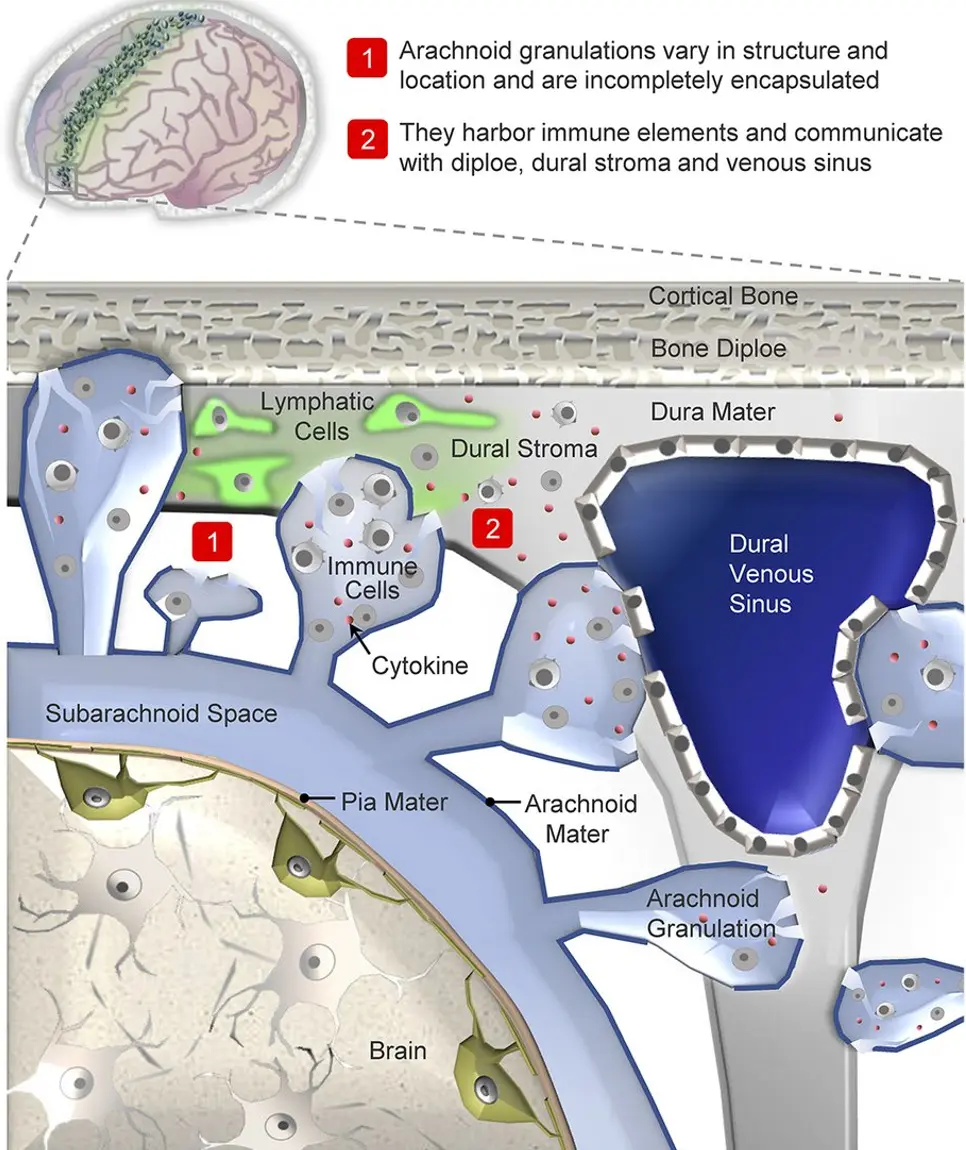 1 Arachnoid granulations vary in structure and
location and are incompletely encapsulated
2 They harbor immune elements and communicate
with diploe, dural stroma and venous sinus
Cortical Bone
Bone Diploe
Lymphatic
Cells
Dura Mater
Dural Stroma
1
2
Immune
Cells
Dural
Venous
Sinus
Cytokine
Subarachnoid Space
Pia Mater
Arachnoid
Mater
Arachnoid
Granulation
Brain